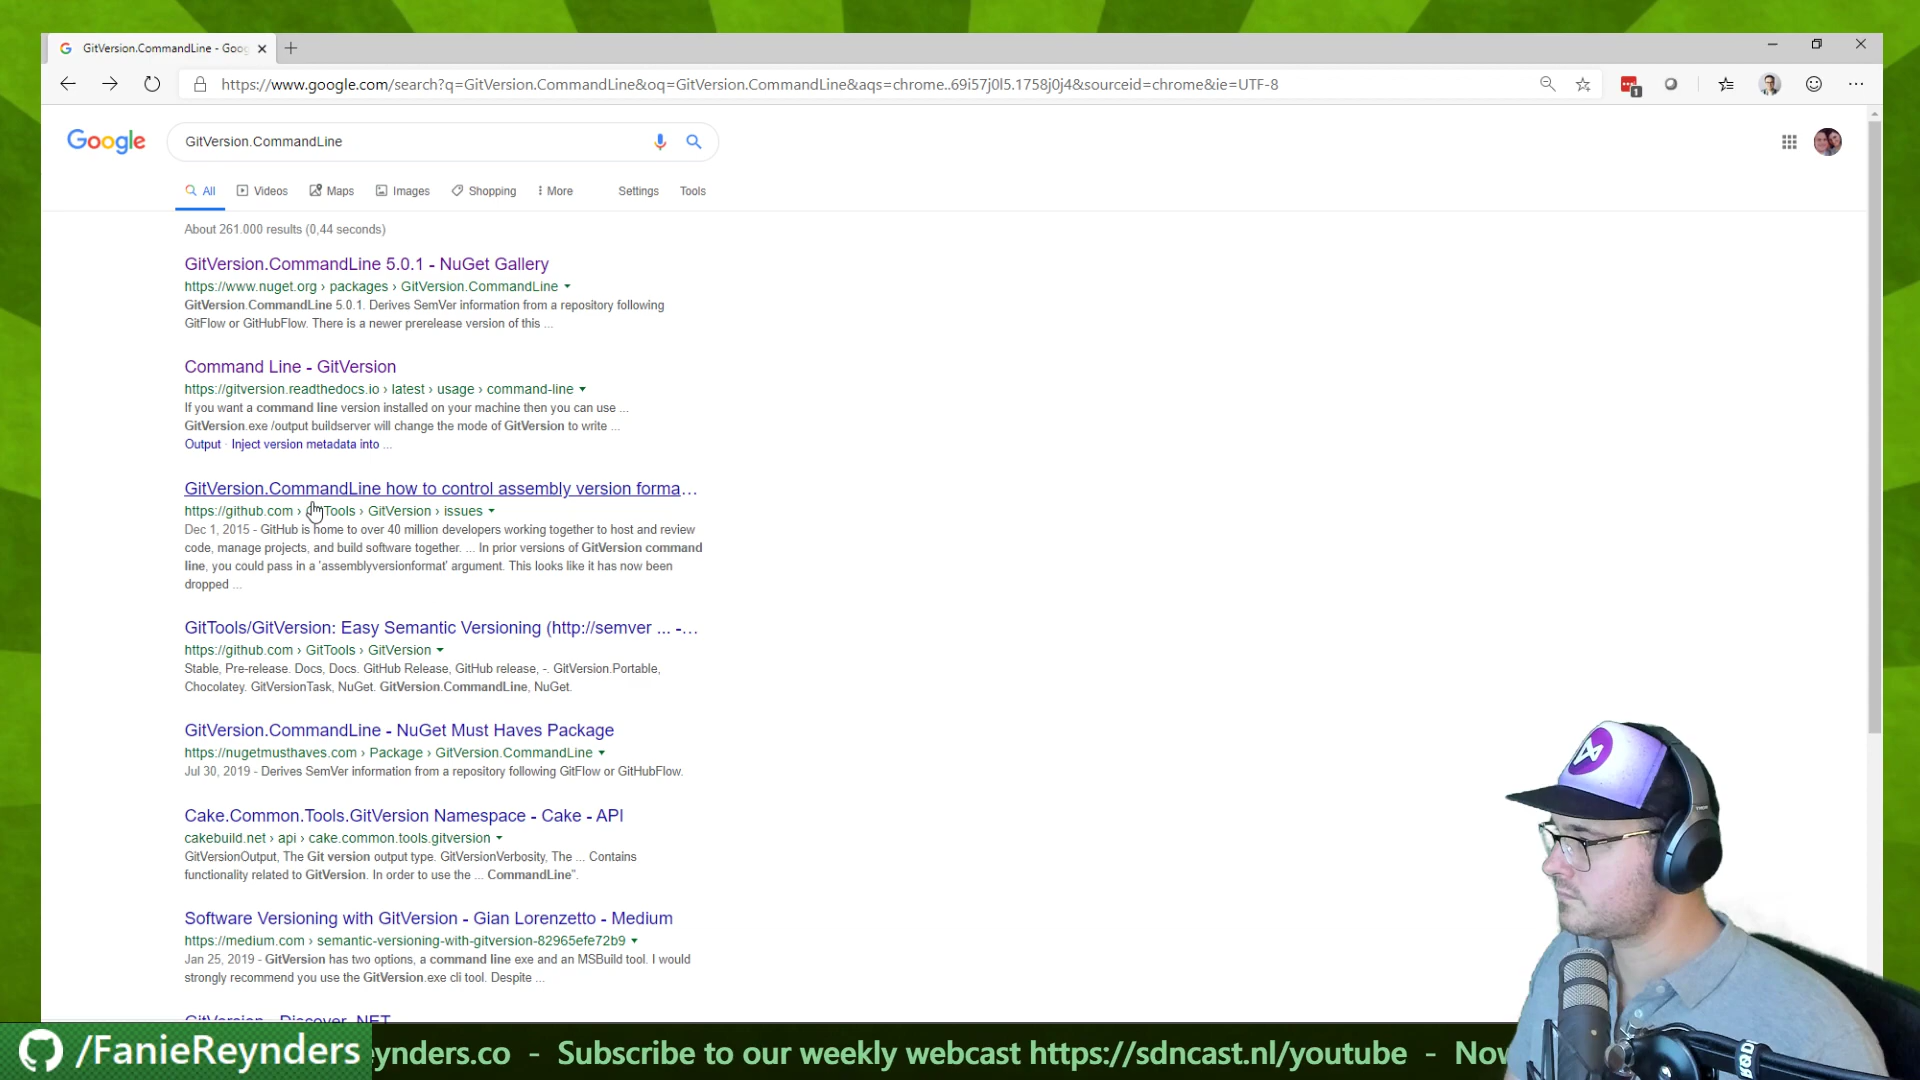 GitVersion.CommandLine - Goog
https://www.google.com/search?q=GitVersion.CommandLine&oq=GitVersion.CommandLine&aqs=chrome..69i57j0l5.1758j0j4&sourceid=chrome&ie=UTF-8
1
Google
GitVersion.CommandLine
All Videos Maps Images Shopping More Settings Tools
About 261.000 results (0,44 seconds)
GitVersion.CommandLine 5.0.1 - NuGet Gallery
https://www.nuget.org › packages › GitVersion.CommandLine
GitVersion.CommandLine 5.0.1. Derives SemVer information from a repository following
GitFlow or GitHubFlow. There is a newer prerelease version of this ...
Command Line - GitVersion
https://gitversion.readthedocs.io › latest › usage › command-line
If you want a command line version installed on your machine then you can use ...
GitVersion.exe /output buildserver will change the mode of GitVersion to write ...
Output · Inject version metadata into ...
GitVersion.CommandLine how to control assembly version forma...
https://github.com › GitTools › GitVersion › issues
Dec 1, 2015 - GitHub is home to over 40 million developers working together to host and review
code, manage projects, and build software together. ... In prior versions of GitVersion command
line, you could pass in a 'assemblyversionformat' argument. This looks like it has now been
dropped ...
GitTools/GitVersion: Easy Semantic Versioning (http://semver ... -...
https://github.com › GitTools › GitVersion
Stable, Pre-release. Docs, Docs. GitHub Release, GitHub release, -. GitVersion.Portable,
Chocolatey. GitVersionTask, NuGet. GitVersion.CommandLine, NuGet.
GitVersion.CommandLine - NuGet Must Haves Package
https://nugetmusthaves.com › Package › GitVersion.CommandLine
Jul 30, 2019 - Derives SemVer information from a repository following GitFlow or GitHubFlow.
Cake.Common.Tools.GitVersion Namespace - Cake - API
cakebuild.net › api › cake.common.tools.gitversion
GitVersionOutput, The Git version output type. GitVersionVerbosity, The ... Contains
functionality related to GitVersion. In order to use the ... CommandLine".
Software Versioning with GitVersion - Gian Lorenzetto - Medium
https://medium.com › semantic-versioning-with-gitversion-82965efe72b9
Jan 25, 2019 - GitVersion has two options, a command line exe and an MSBuild tool. I would
strongly recommend you use the GitVersion.exe cli tool. Despite ...
GitVersion - Discover .NET
/FanieReynders eynders.co - Subscribe to our weekly webcast https://sdncast.nl/youtube - Now
RODE